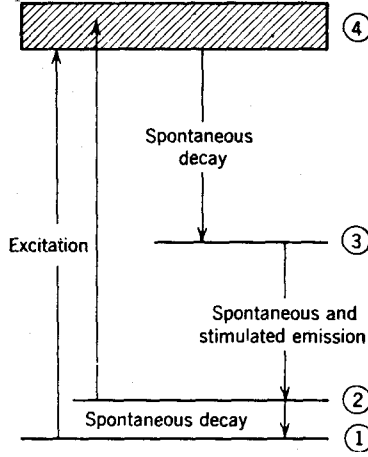 ④
Spontaneous
decay
③
Excitation
Spontaneous and
stimulated emission
②
Spontaneous decay
①